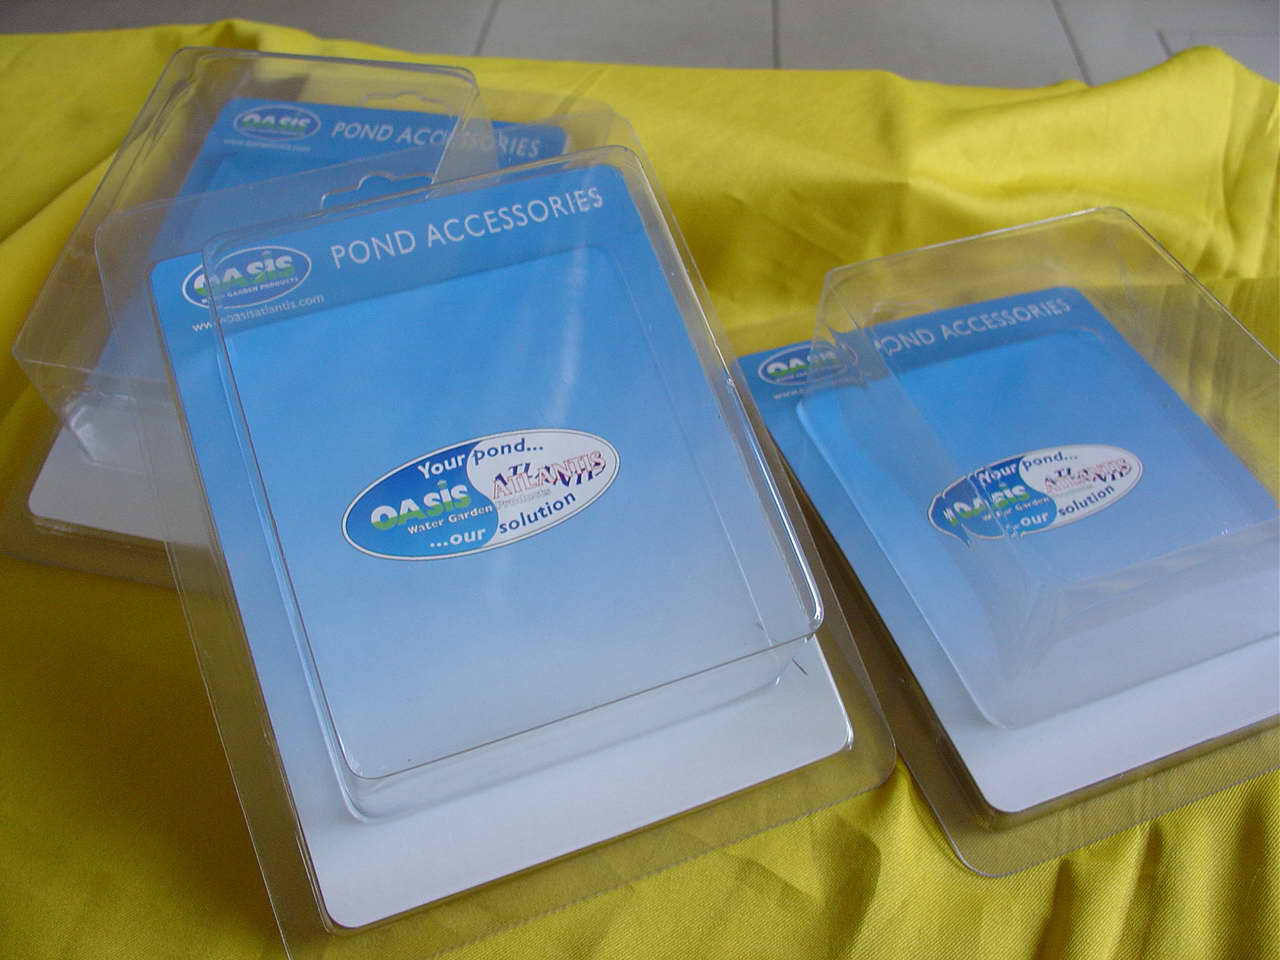 OASIS
POND ACCESSORIES
OASIS
WATER GARDEN PRODUCTS
POND ACCESSORIES
www.oasisatlantis.com
Your pond...
OASIS
Water Garden Products
ATLANTIS
...our solution
OASIS
POND ACCESSORIES
Your pond...
OASIS
Water Garden
ATLANTIS
...our solution